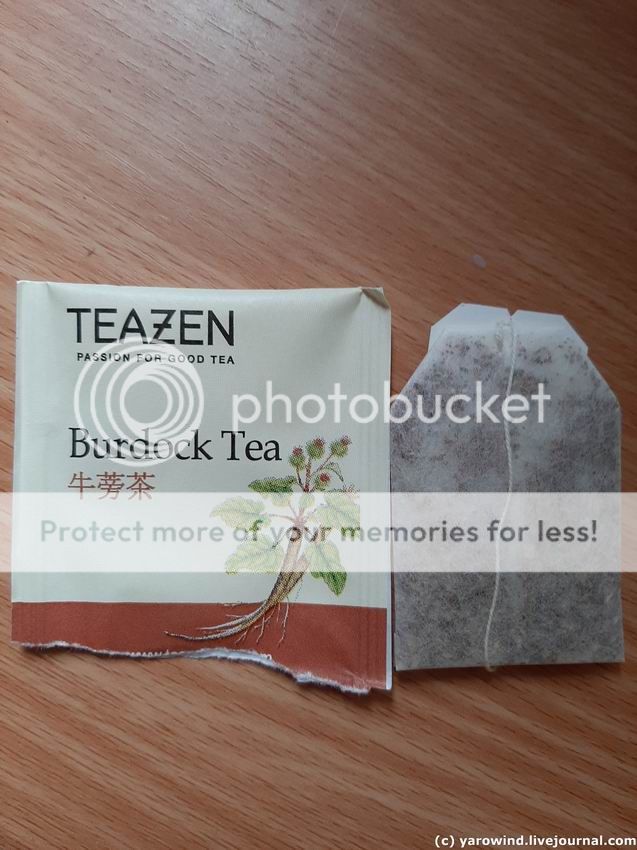 TEAZEN
PASSION FOR GOOD TEA
photobucket
Burdock Tea
牛蒡茶
Protect more of your memories for less!
(c) yarowind.livejournal.com